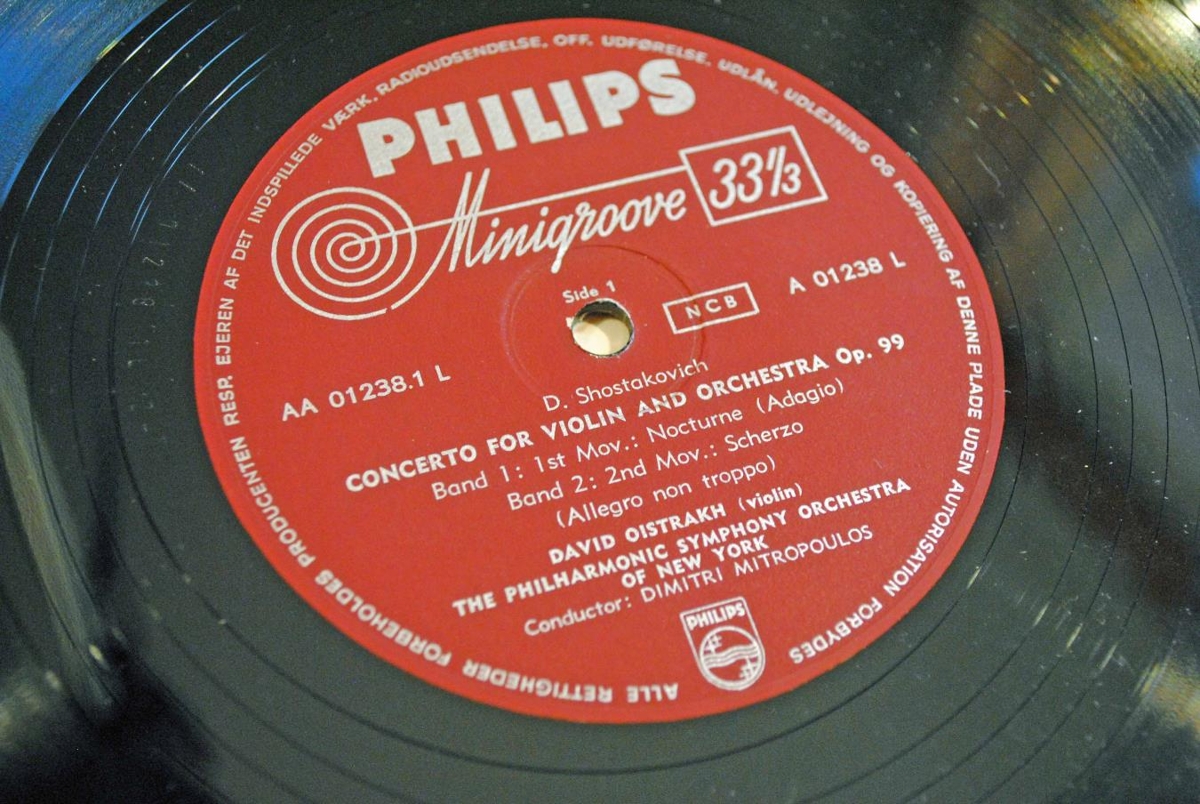 ALLE RETTIGHEDER FORBEHOLDES PRODUCENTEN RESP. EJEREN AF DET INDSPILLEDE VÆRK. RADIOUDSENDELSE, OFF. UDFØRELSE, UDLÅN, UDLEJNING OG KOPIERING AF DENNE PLADE UDEN AUTORISATION FORBYDES
PHILIPS
Minigroove 33⅓
Side 1
NCB
A 01238 L
AA 01238.1 L
D. Shostakovich
CONCERTO FOR VIOLIN AND ORCHESTRA Op. 99
Band 1: 1st Mov.: Nocturne (Adagio)
Band 2: 2nd Mov.: Scherzo
(Allegro non troppo)
DAVID OISTRAKH (violin)
THE PHILHARMONIC SYMPHONY ORCHESTRA
OF NEW YORK
Conductor: DIMITRI MITROPOULOS
PHILIPS